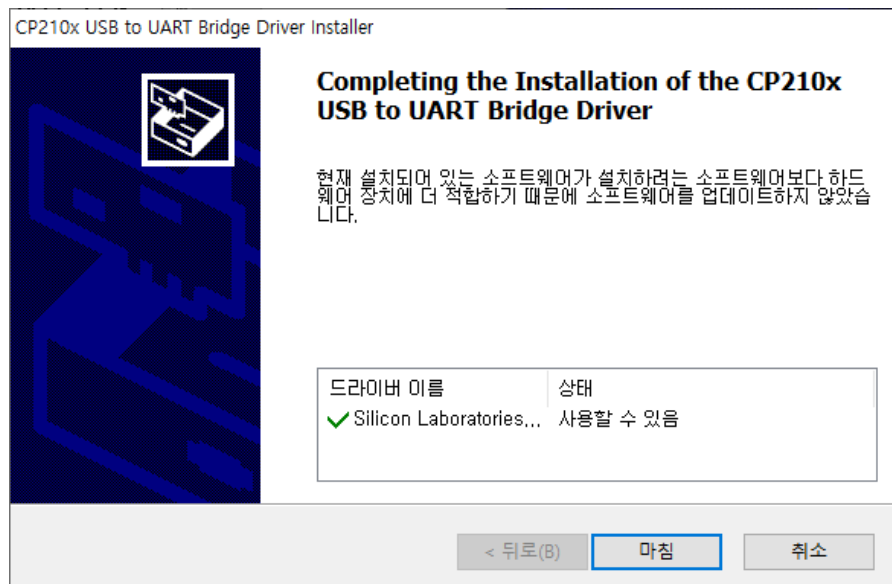 CP210x USB to UART Bridge Driver Installer
Completing the Installation of the CP210x
USB to UART Bridge Driver
현재 설치되어 있는 소프트웨어가 설치하려는 소프트웨어보다 하드
웨어 장치에 더 적합하기 때문에 소프트웨어를 업데이트하지 않았습
니다.
드라이버 이름 상태
Silicon Laboratories... 사용할 수 있음
< 뒤로(B) 마침 취소